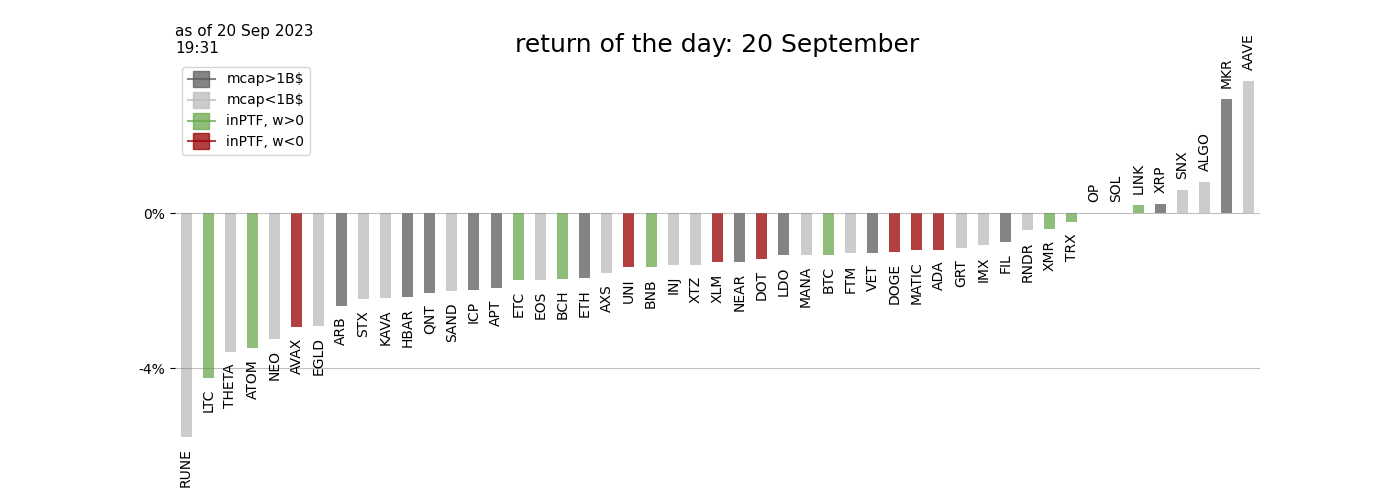 as of 20 Sep 2023
19:31
return of the day: 20 September
mcap>1B$
mcap<1B$
inPTF, w>0
inPTF, w<0
0%
-4%
RUNE
LTC
THETA
ATOM
NEO
AVAX
EGLD
ARB
STX
KAVA
HBAR
QNT
SAND
ICP
APT
ETC
EOS
BCH
ETH
AXS
UNI
BNB
INJ
XTZ
XLM
NEAR
DOT
LDO
MANA
BTC
FTM
VET
DOGE
MATIC
ADA
GRT
IMX
FIL
RNDR
XMR
TRX
OP
SOL
LINK
XRP
SNX
ALGO
MKR
AAVE